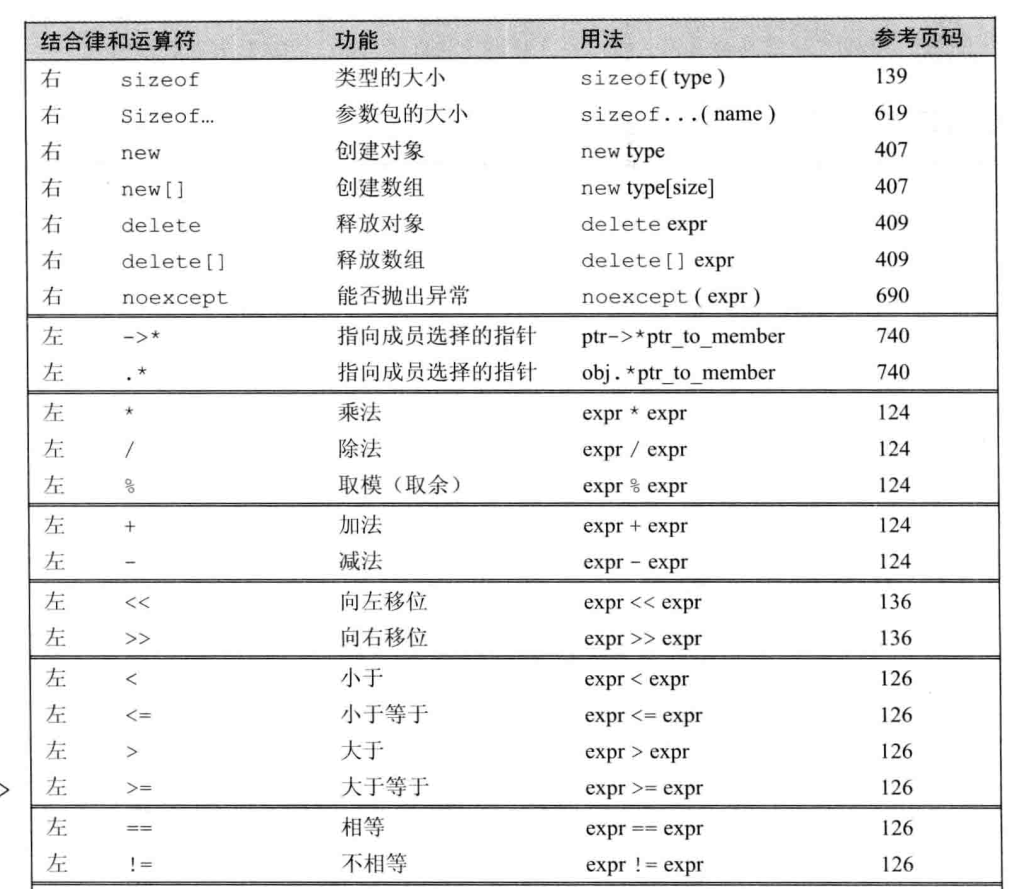 结合律和运算符 功能 用法 参考页码
右 sizeof 类型的大小 sizeof( type ) 139
右 Sizeof… 参数包的大小 sizeof...( name ) 619
右 new 创建对象 new type 407
右 new[] 创建数组 new type[size] 407
右 delete 释放对象 delete expr 409
右 delete[] 释放数组 delete[] expr 409
右 noexcept 能否抛出异常 noexcept ( expr ) 690
左 ->* 指向成员选择的指针 ptr->*ptr_to_member 740
左 .* 指向成员选择的指针 obj.*ptr_to_member 740
左 * 乘法 expr * expr 124
左 / 除法 expr / expr 124
左 % 取模（取余） expr % expr 124
左 + 加法 expr + expr 124
左 - 减法 expr - expr 124
左 << 向左移位 expr << expr 136
左 >> 向右移位 expr >> expr 136
左 < 小于 expr < expr 126
左 <= 小于等于 expr <= expr 126
左 > 大于 expr > expr 126
左 >= 大于等于 expr >= expr 126
左 == 相等 expr == expr 126
左 != 不相等 expr != expr 126